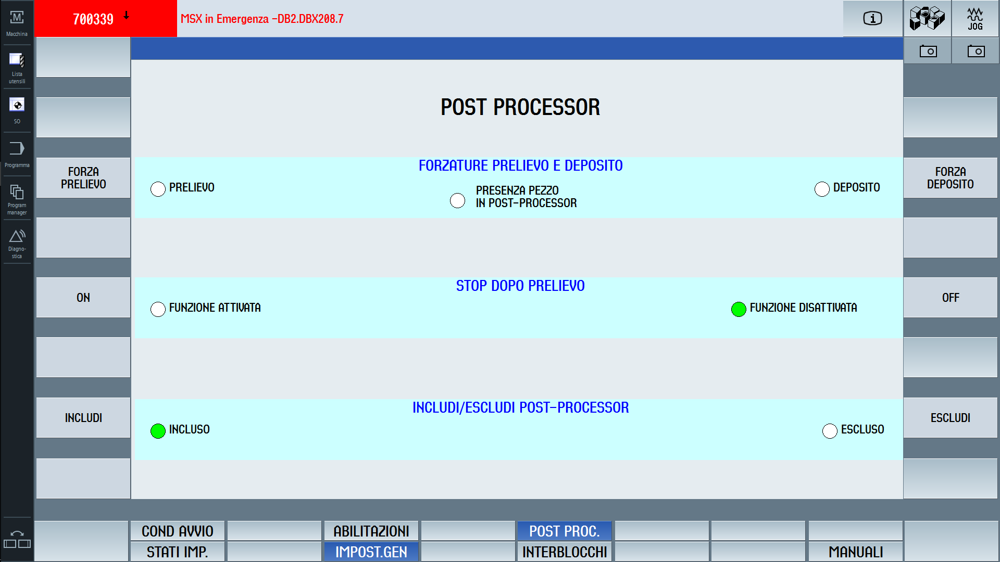 700339
MSX in Emergenza -DB2.DBX208.7
JOG
Macchina
Lista
utensili
SO
Programma
Program
manager
Diagno-
stica
POST PROCESSOR
FORZA
PRELIEVO
FORZATURE PRELIEVO E DEPOSITO
PRELIEVO
PRESENZA PEZZO
IN POST-PROCESSOR
DEPOSITO
FORZA
DEPOSITO
ON
STOP DOPO PRELIEVO
FUNZIONE ATTIVATA
FUNZIONE DISATTIVATA
OFF
INCLUDI
INCLUDI/ESCLUDI POST-PROCESSOR
INCLUSO
ESCLUSO
ESCLUDI
COND AVVIO
ABILITAZIONI
POST PROC.
STATI IMP.
IMPOST.GEN
INTERBLOCCHI
MANUALI